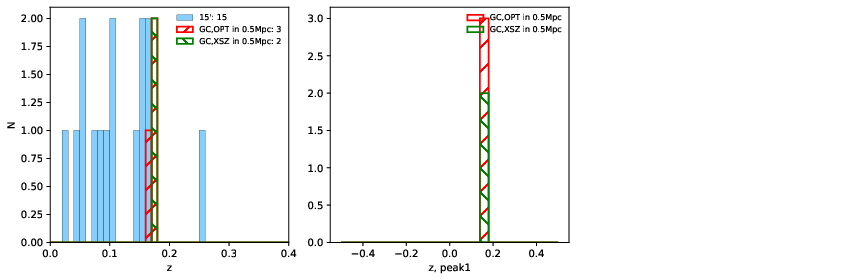 2.00
1.75
1.50
1.25
1.00
0.75
0.50
0.25
0.00
N
0.0 0.1 0.2 0.3 0.4
z
15': 15
GC,OPT in 0.5Mpc: 3
GC,XSZ in 0.5Mpc: 2
3.0
2.5
2.0
1.5
1.0
0.5
0.0
−0.4 −0.2 0.0 0.2 0.4
z, peak1
GC,OPT in 0.5Mpc
GC,XSZ in 0.5Mpc